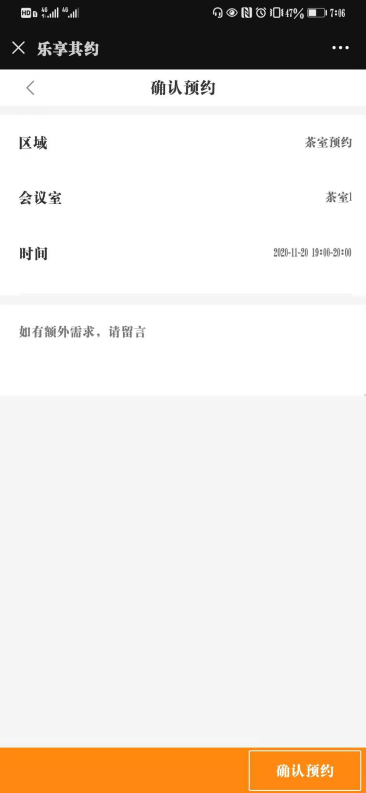 HD 4G 4G 47% 7:06
乐享其约
确认预约
区域 茶室预约
会议室 茶室1
时间 2020-11-20 19:00-20:00
如有额外需求，请留言
确认预约